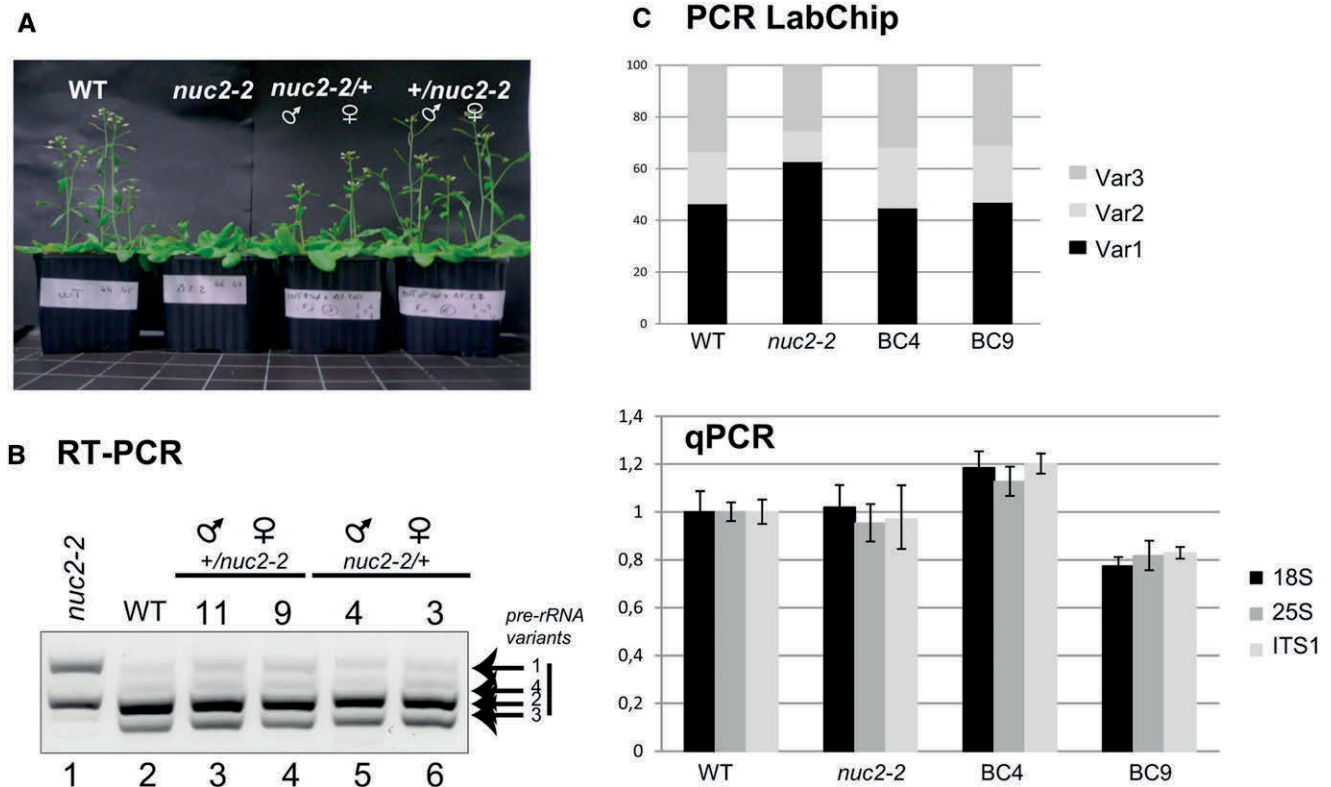 A
WT nuc2-2 nuc2-2/+ +/nuc2-2
♂ ♀ ♂ ♀
WT
B RT-PCR
♂ ♀ ♂ ♀
+/nuc2-2 nuc2-2/+
nuc2-2 WT 11 9 4 3
pre-rRNA
variants
1
4
2
3
1 2 3 4 5 6
C PCR LabChip
100
80
60
40
20
0
WT nuc2-2 BC4 BC9
Var3
Var2
Var1
qPCR
1,4
1,2
1
0,8
0,6
0,4
0,2
0
WT nuc2-2 BC4 BC9
18S
25S
ITS1